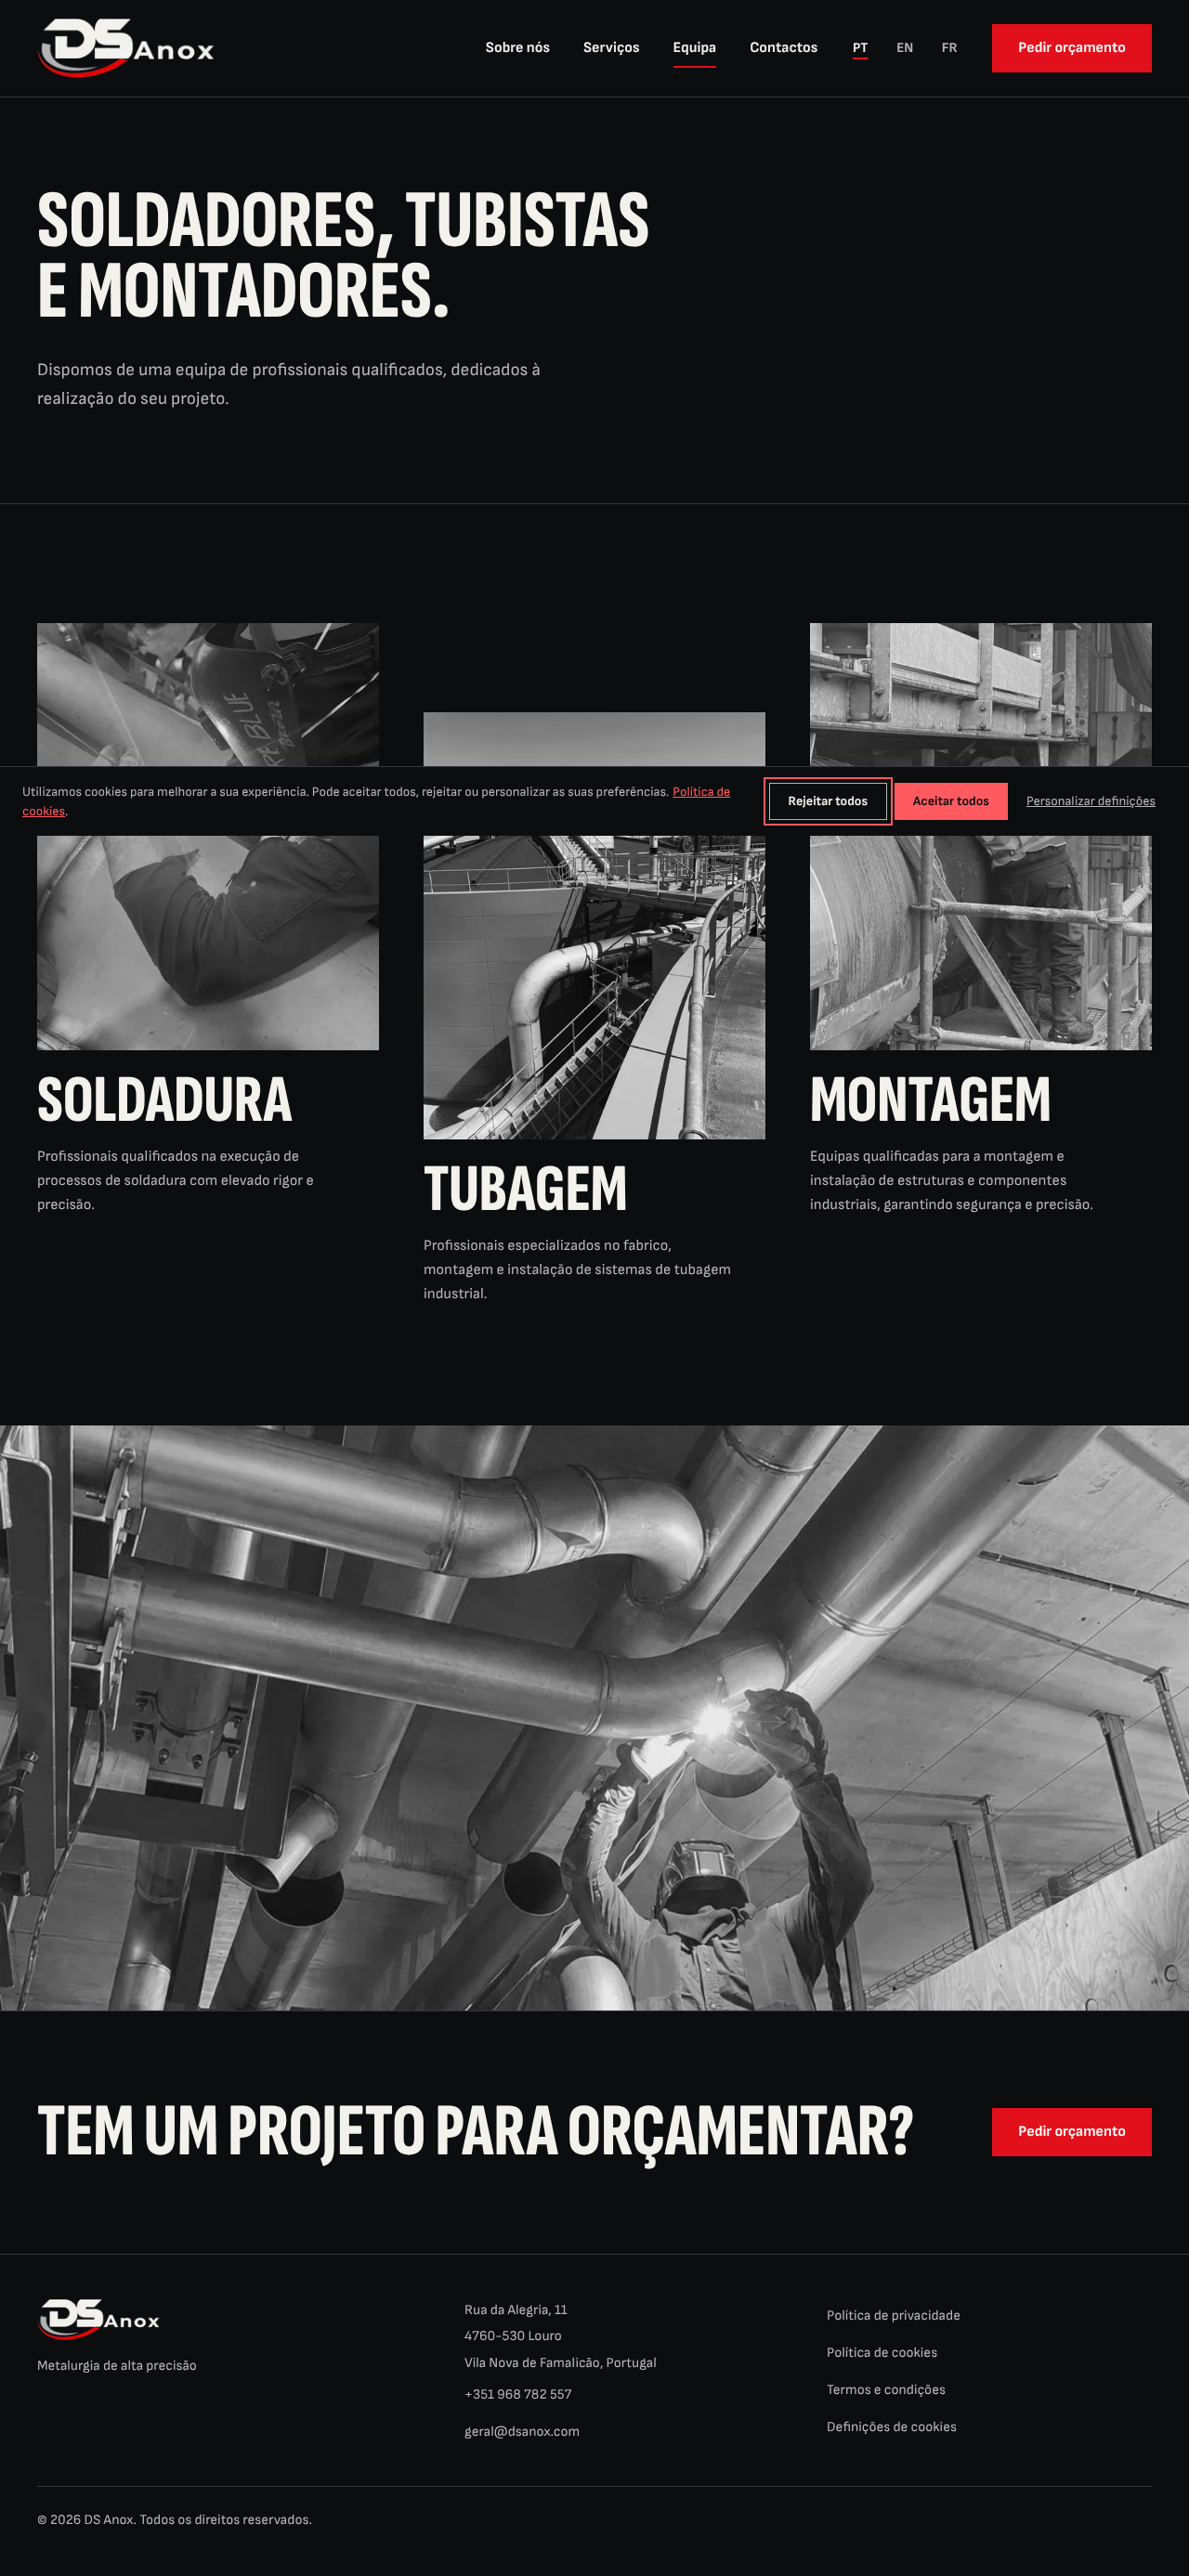 DS Anox
Sobre nós
Serviços
Equipa
Contactos
PT
EN
FR
Pedir orçamento
SOLDADORES, TUBISTAS
E MONTADORES.
Dispomos de uma equipa de profissionais qualificados, dedicados à
realização do seu projeto.
BLUE
Utilizamos cookies para melhorar a sua experiência. Pode aceitar todos, rejeitar ou personalizar as suas preferências. Política de
cookies.
Rejeitar todos
Aceitar todos
Personalizar definições
SOLDADURA
Profissionais qualificados na execução de
processos de soldadura com elevado rigor e
precisão.
TUBAGEM
Profissionais especializados no fabrico,
montagem e instalação de sistemas de tubagem
industrial.
MONTAGEM
Equipas qualificadas para a montagem e
instalação de estruturas e componentes
industriais, garantindo segurança e precisão.
TEM UM PROJETO PARA ORÇAMENTAR?
Pedir orçamento
DS Anox
Metalurgia de alta precisão
Rua da Alegria, 11
4760-530 Louro
Vila Nova de Famalicão, Portugal
+351 968 782 557
geral@dsanox.com
Política de privacidade
Política de cookies
Termos e condições
Definições de cookies
© 2026 DS Anox. Todos os direitos reservados.